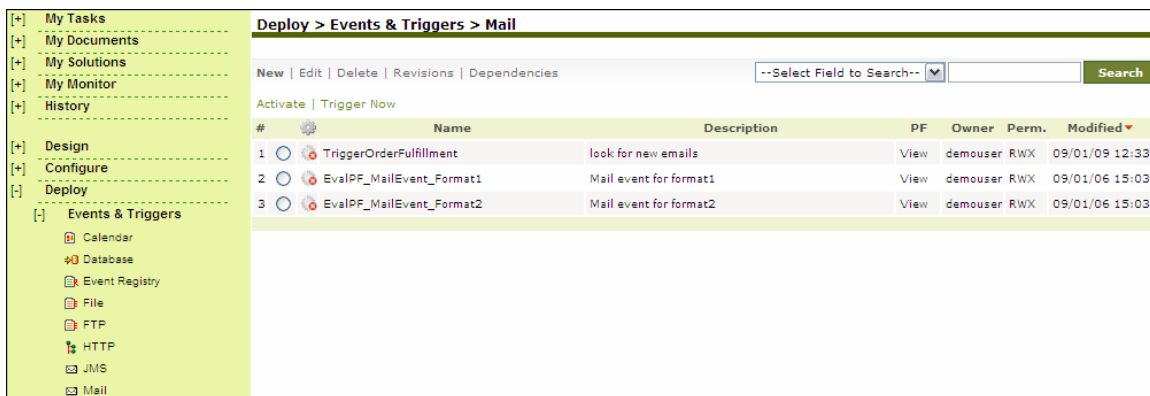 [+] My Tasks
[+] My Documents
[+] My Solutions
[+] My Monitor
[+] History
[+] Design
[+] Configure
[-] Deploy
[-] Events & Triggers
Calendar
Database
Event Registry
File
FTP
HTTP
JMS
Mail
Deploy > Events & Triggers > Mail
New | Edit | Delete | Revisions | Dependencies --Select Field to Search-- Search
Activate | Trigger Now
# Name Description PF Owner Perm. Modified
1 TriggerOrderFulfillment look for new emails View demouser RWX 09/01/09 12:33
2 EvalPF_MailEvent_Format1 Mail event for format1 View demouser RWX 09/01/06 15:03
3 EvalPF_MailEvent_Format2 Mail event for format2 View demouser RWX 09/01/06 15:03